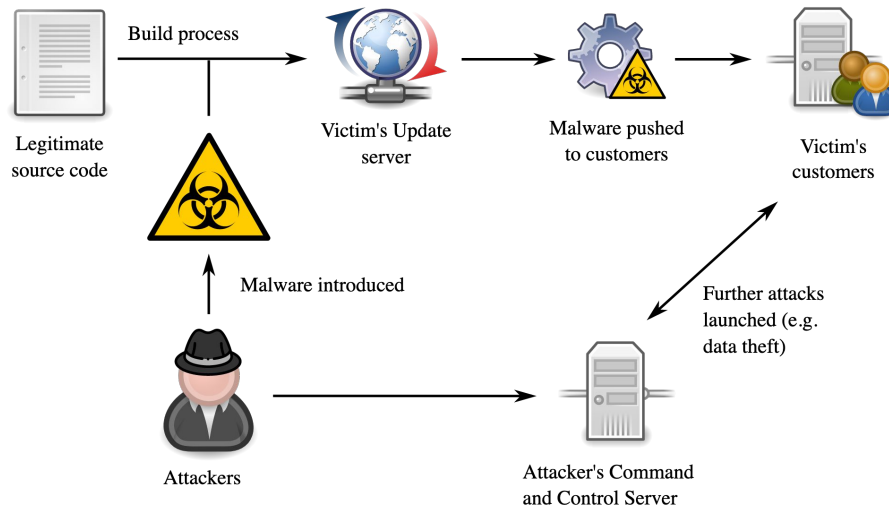 Build process
Legitimate
source code
Victim's Update
server
Malware pushed
to customers
Victim's
customers
Malware introduced
Further attacks
launched (e.g.
data theft)
Attackers
Attacker's Command
and Control Server